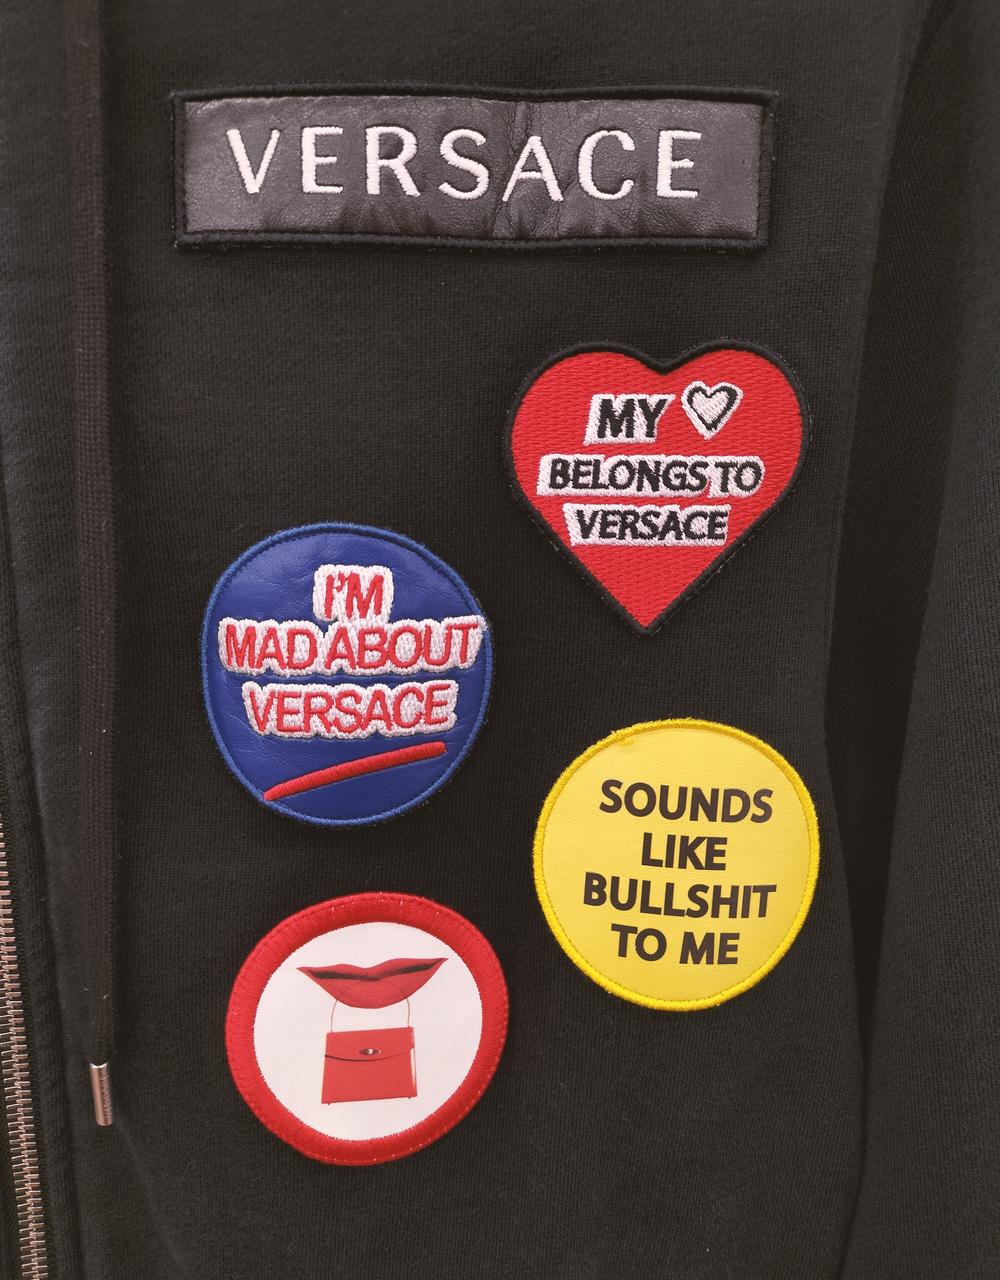 VERSACE
MY
BELONGS TO
VERSACE
I'M
MAD ABOUT
VERSACE
SOUNDS
LIKE
BULLSHIT
TO ME